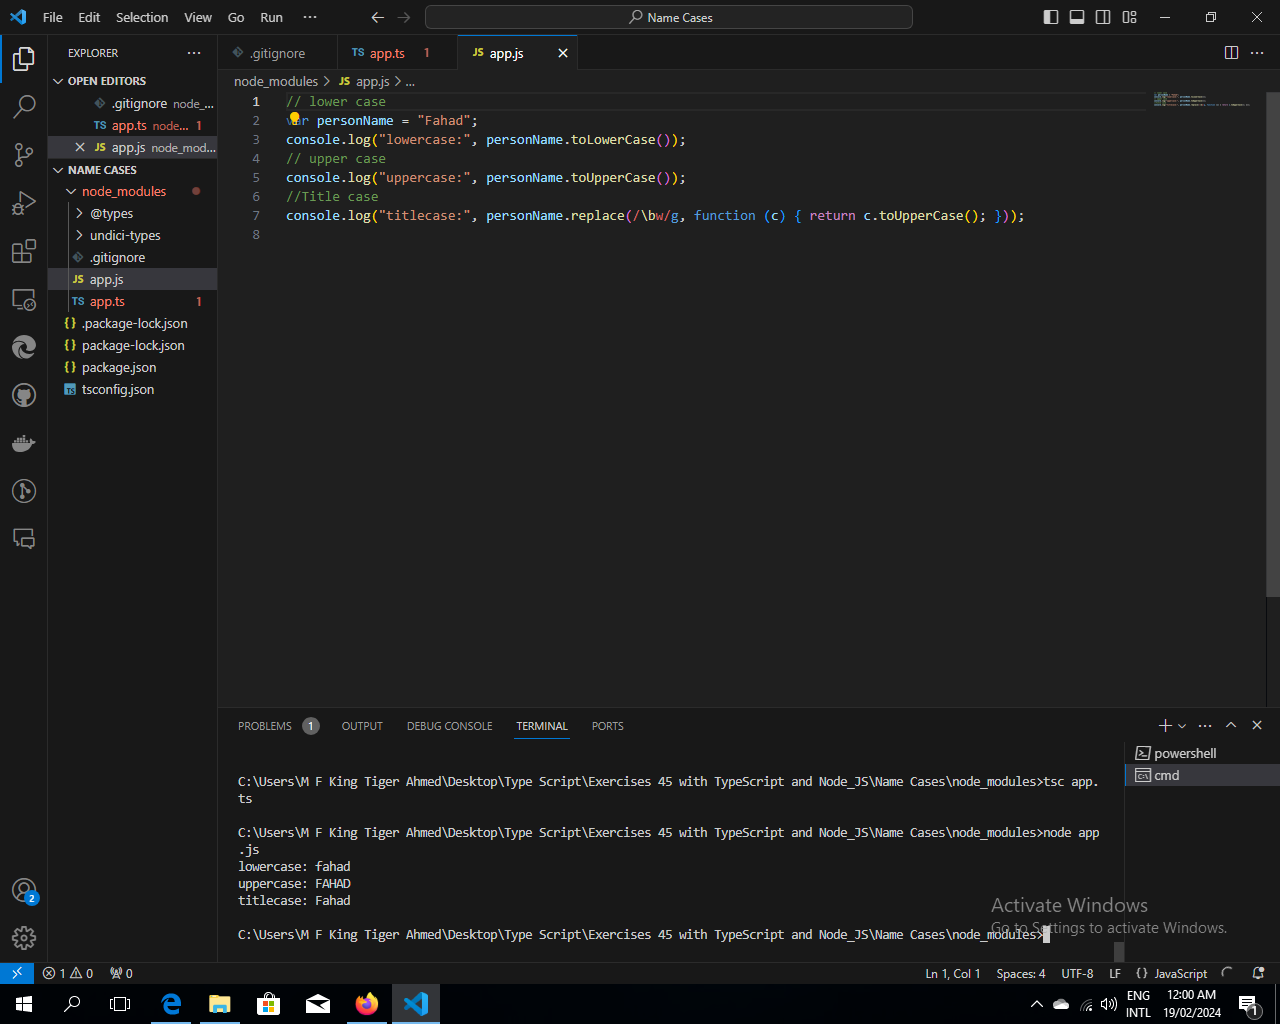 File Edit Selection View Go Run ··· Name Cases
EXPLORER ···
OPEN EDITORS
.gitignore node_...
TS app.ts node... 1
JS app.js node_mod...
NAME CASES
node_modules
@types
undici-types
.gitignore
JS app.js
TS app.ts 1
{} .package-lock.json
{} package-lock.json
{} package.json
TS tsconfig.json
2
.gitignore TS app.ts 1 JS app.js
node_modules > JS app.js > ...
1 // lower case
2 var personName = "Fahad";
3 console.log("lowercase:", personName.toLowerCase());
4 // upper case
5 console.log("uppercase:", personName.toUpperCase());
6 //Title case
7 console.log("titlecase:", personName.replace(/\bw/g, function (c) { return c.toUpperCase(); }));
8
PROBLEMS 1 OUTPUT DEBUG CONSOLE TERMINAL PORTS
powershell
cmd
C:\Users\M F King Tiger Ahmed\Desktop\Type Script\Exercises 45 with TypeScript and Node_JS\Name Cases\node_modules>tsc app.
ts
C:\Users\M F King Tiger Ahmed\Desktop\Type Script\Exercises 45 with TypeScript and Node_JS\Name Cases\node_modules>node app
.js
lowercase: fahad
uppercase: FAHAD
titlecase: Fahad
C:\Users\M F King Tiger Ahmed\Desktop\Type Script\Exercises 45 with TypeScript and Node_JS\Name Cases\node_modules>
Activate Windows
Go to Settings to activate Windows.
1 0 0 Ln 1, Col 1 Spaces: 4 UTF-8 LF {} JavaScript
ENG
INTL
12:00 AM
19/02/2024
1